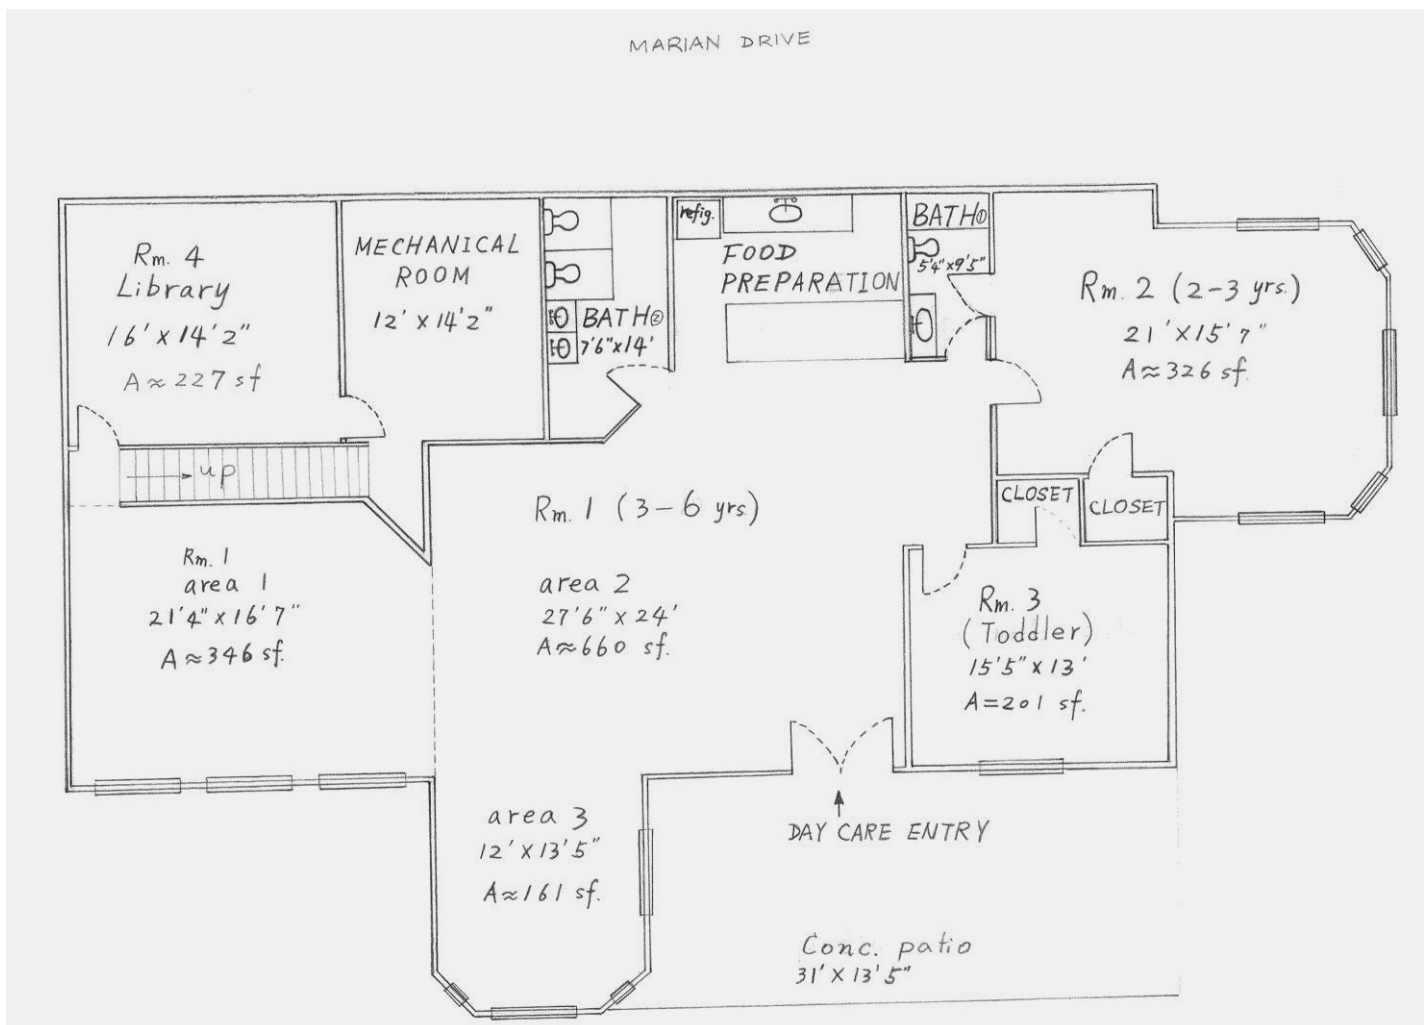 MARIAN DRIVE
Rm. 4
Library
16' X 14'2"
A≈227 sf
MECHANICAL
ROOM
12' X 14'2"
BATH②
7'6"x14'
refig.
FOOD
PREPARATION
BATH①
5'4"x9'5"
Rm. 2 (2-3 yrs.)
21' X 15'7"
A≈326 sf.
up
CLOSET
CLOSET
Rm. 1 (3-6 yrs)
Rm. 1
area 1
21'4" x 16'7"
A≈346 sf.
area 2
27'6" x 24'
A≈660 sf.
Rm. 3
(Toddler)
15'5" x 13'
A=201 sf.
area 3
12' X 13'5"
A≈161 sf.
DAY CARE ENTRY
Conc. patio
31' X 13'5"